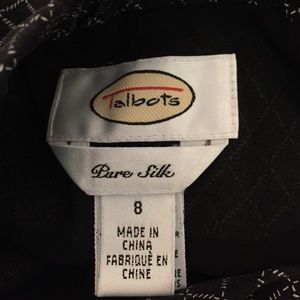 Talbots
Pure Silk
8
MADE IN
CHINA
FABRIQUÉ EN
CHINE